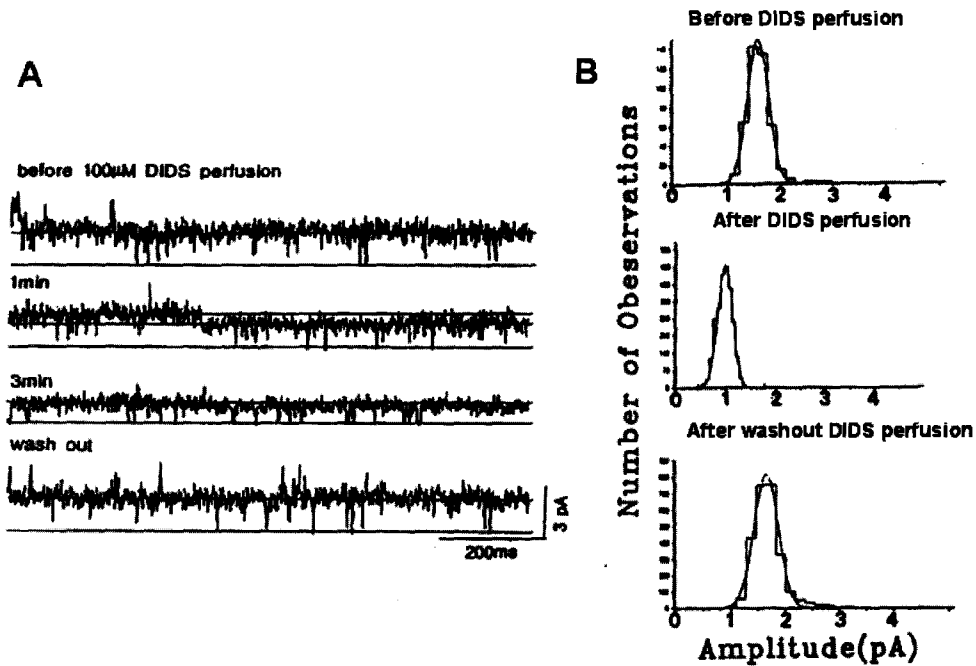 A
before 100µM DIDS perfusion
1min
3min
wash out
3 pA
200ms
B
Number of Obeservations
Before DIDS perfusion
0 1 2 3 4
After DIDS perfusion
0 1 2 3 4
After washout DIDS perfusion
0 1 2 3 4
Amplitude(pA)